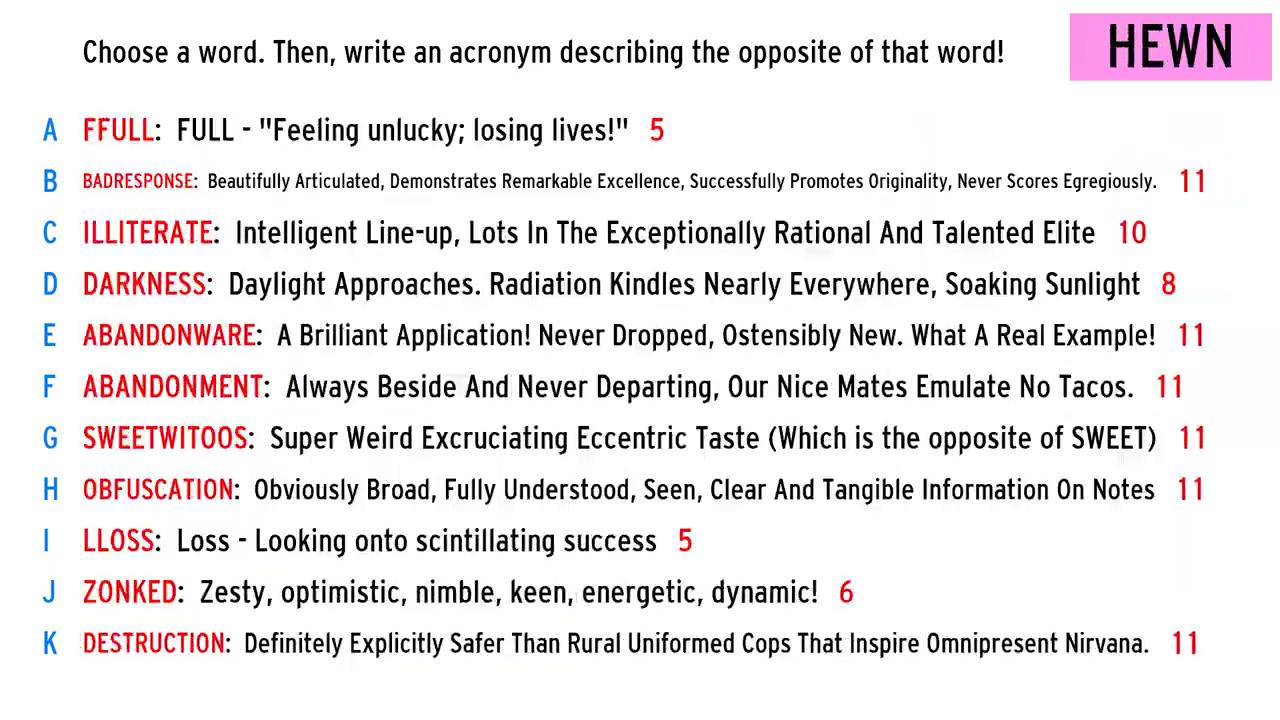 Choose a word. Then, write an acronym describing the opposite of that word! HEWN
A FFULL: FULL - "Feeling unlucky; losing lives!" 5
B BADRESPONSE: Beautifully Articulated, Demonstrates Remarkable Excellence, Successfully Promotes Originality, Never Scores Egregiously. 11
C ILLITERATE: Intelligent Line-up, Lots In The Exceptionally Rational And Talented Elite 10
D DARKNESS: Daylight Approaches. Radiation Kindles Nearly Everywhere, Soaking Sunlight 8
E ABANDONWARE: A Brilliant Application! Never Dropped, Ostensibly New. What A Real Example! 11
F ABANDONMENT: Always Beside And Never Departing, Our Nice Mates Emulate No Tacos. 11
G SWEETWITOOS: Super Weird Excruciating Eccentric Taste (Which is the opposite of SWEET) 11
H OBFUSCATION: Obviously Broad, Fully Understood, Seen, Clear And Tangible Information On Notes 11
I LLOSS: Loss - Looking onto scintillating success 5
J ZONKED: Zesty, optimistic, nimble, keen, energetic, dynamic! 6
K DESTRUCTION: Definitely Explicitly Safer Than Rural Uniformed Cops That Inspire Omnipresent Nirvana. 11